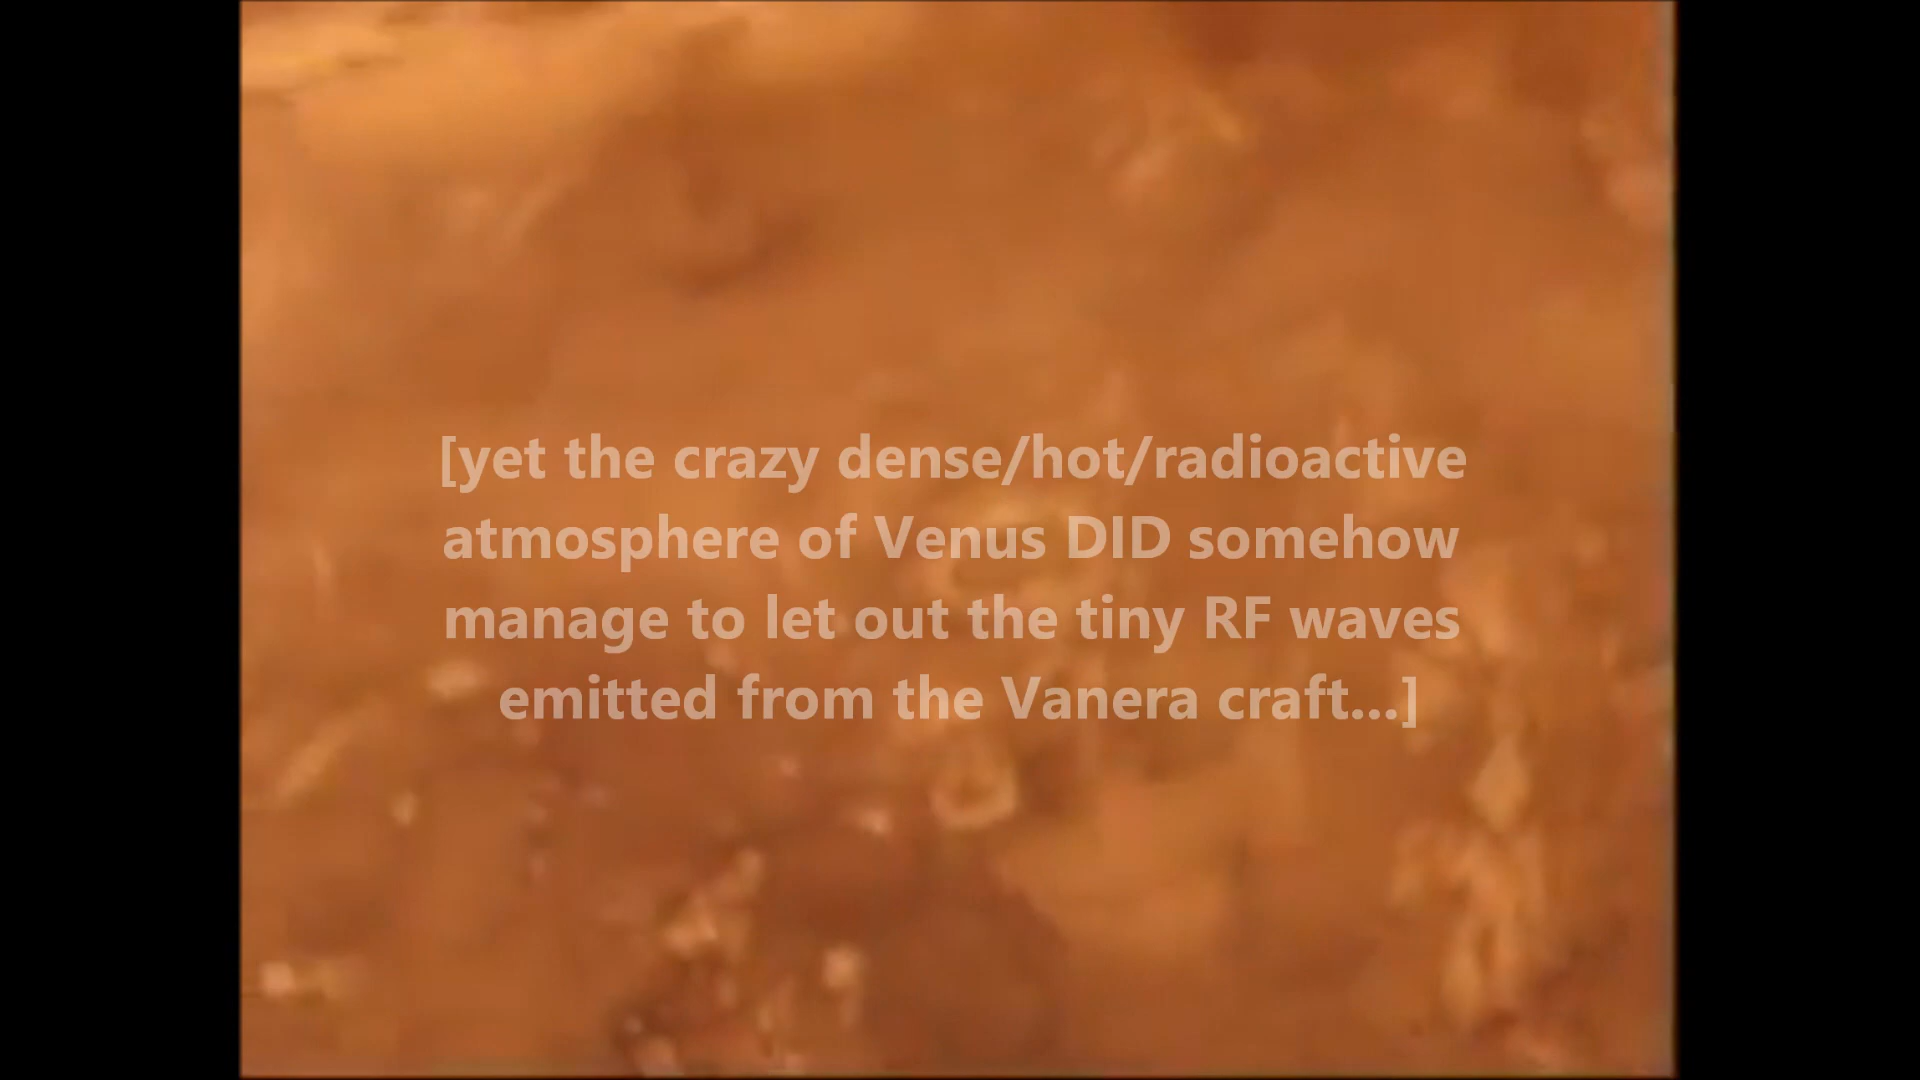 [yet the crazy dense/hot/radioactive
atmosphere of Venus DID somehow
manage to let out the tiny RF waves
emitted from the Vanera craft...]